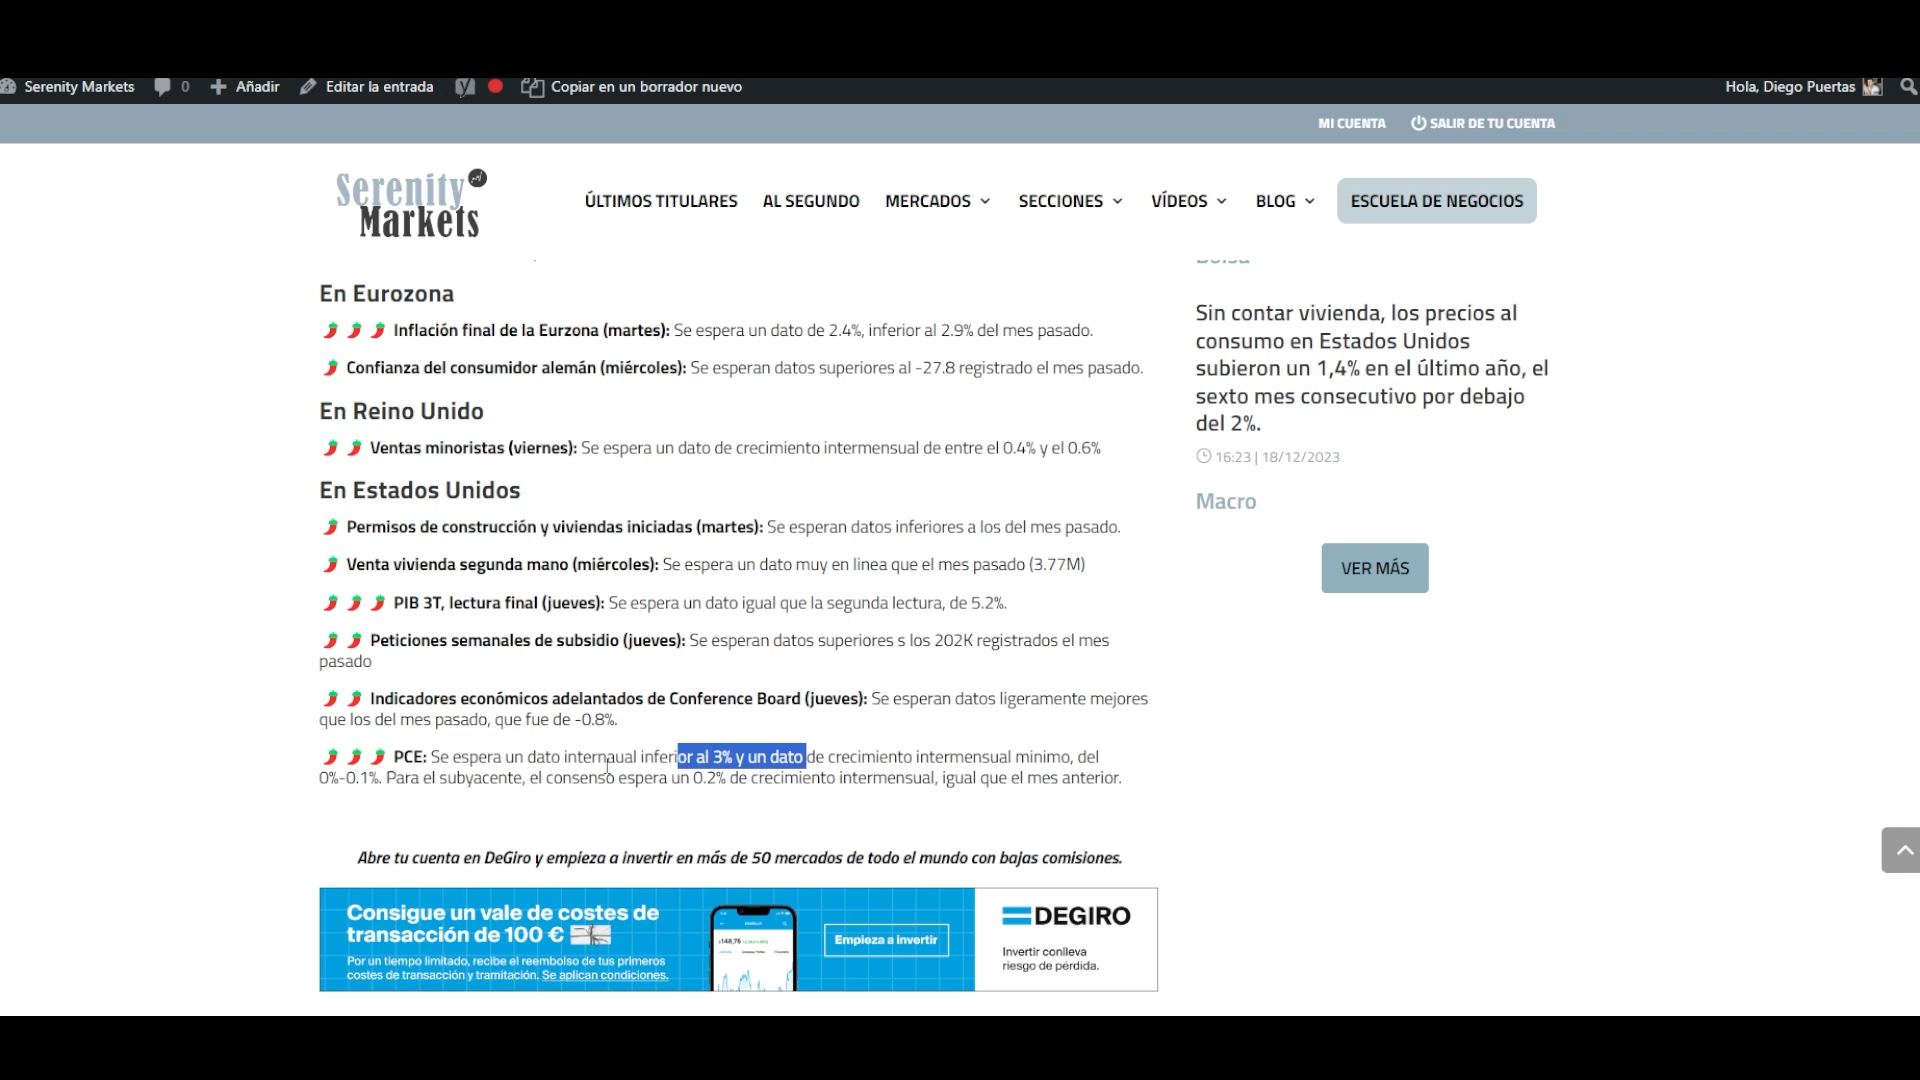 Serenity Markets 0 Añadir Editar la entrada Copiar en un borrador nuevo Hola, Diego Puertas
MI CUENTA SALIR DE TU CUENTA
Serenity
Markets
ÚLTIMOS TITULARES AL SEGUNDO MERCADOS SECCIONES VÍDEOS BLOG ESCUELA DE NEGOCIOS
En Eurozona
Inflación final de la Eurzona (martes): Se espera un dato de 2.4%, inferior al 2.9% del mes pasado.
Confianza del consumidor alemán (miércoles): Se esperan datos superiores al -27.8 registrado el mes pasado.
En Reino Unido
Ventas minoristas (viernes): Se espera un dato de crecimiento intermensual de entre el 0.4% y el 0.6%
En Estados Unidos
Permisos de construcción y viviendas iniciadas (martes): Se esperan datos inferiores a los del mes pasado.
Venta vivienda segunda mano (miércoles): Se espera un dato muy en linea que el mes pasado (3.77M)
PIB 3T, lectura final (jueves): Se espera un dato igual que la segunda lectura, de 5.2%.
Peticiones semanales de subsidio (jueves): Se esperan datos superiores s los 202K registrados el mes
pasado
Indicadores económicos adelantados de Conference Board (jueves): Se esperan datos ligeramente mejores
que los del mes pasado, que fue de -0.8%.
PCE: Se espera un dato internaual inferior al 3% y un dato de crecimiento intermensual minimo, del
0%-0.1%. Para el subyacente, el consenso espera un 0.2% de crecimiento intermensual, igual que el mes anterior.
Abre tu cuenta en DeGiro y empieza a invertir en más de 50 mercados de todo el mundo con bajas comisiones.
Consigue un vale de costes de
transacción de 100 €
Por un tiempo limitado, recibe el reembolso de tus primeros
costes de transacción y tramitación. Se aplican condiciones.
Empieza a invertir
DEGIRO
Invertir conlleva
riesgo de pérdida.
Bolsa
Sin contar vivienda, los precios al
consumo en Estados Unidos
subieron un 1,4% en el último año, el
sexto mes consecutivo por debajo
del 2%.
16:23 | 18/12/2023
Macro
VER MÁS